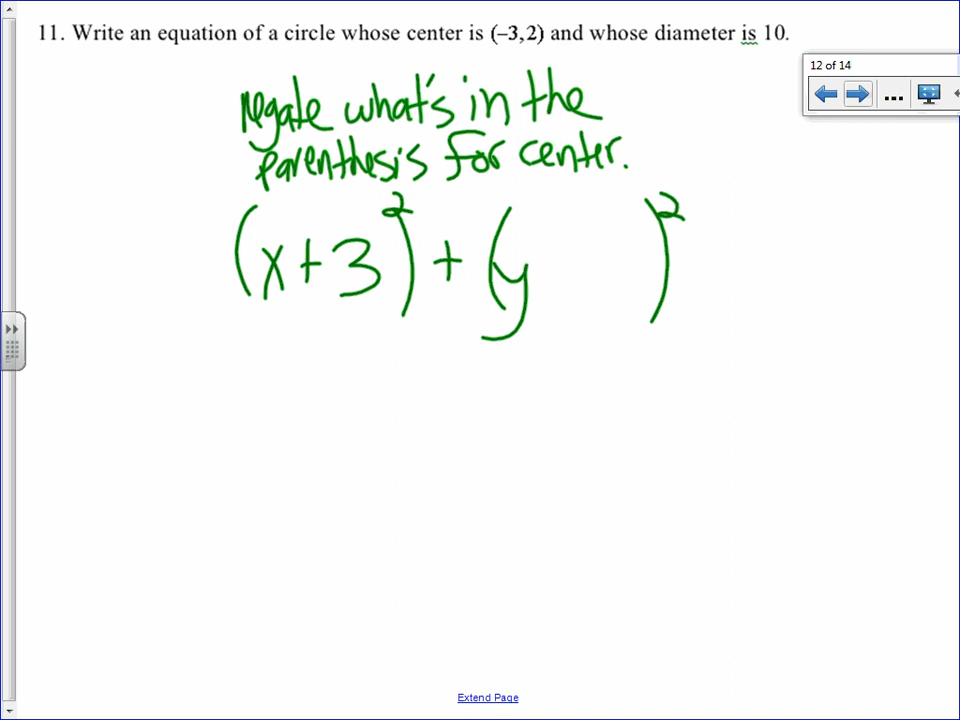 11. Write an equation of a circle whose center is (–3,2) and whose diameter is 10.
12 of 14
...
negate what's in the
parenthesis for center.
(x+3)² + (y )²
Extend Page